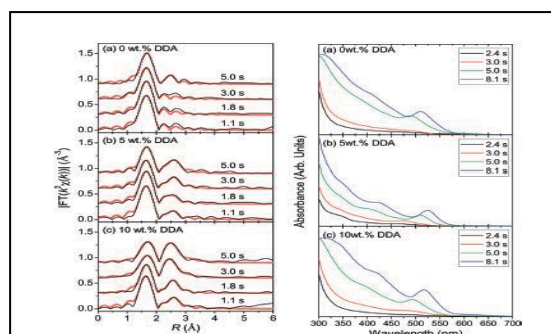 (a) 0 wt.% DDA
5.0 s
3.0 s
1.8 s
1.1 s
(b) 5 wt.% DDA
5.0 s
3.0 s
1.8 s
1.1 s
(c) 10 wt.% DDA
5.0 s
3.0 s
1.8 s
1.1 s
1.5
1.0
0.5
0.0
1.5
1.0
0.5
0.0
1.5
1.0
0.5
0.0
0 1 2 3 4 5 6
R (Å)
|FT(k²χ(k))| (Å⁻³)
(a) 0wt.% DDA
2.4 s
3.0 s
5.0 s
8.1 s
(b) 5wt.% DDA
2.4 s
3.0 s
5.0 s
8.1 s
(c) 10wt.% DDA
2.4 s
3.0 s
5.0 s
8.1 s
Absorbance (Arb. Units)
300 400 500 600 700
Wavelength (nm)